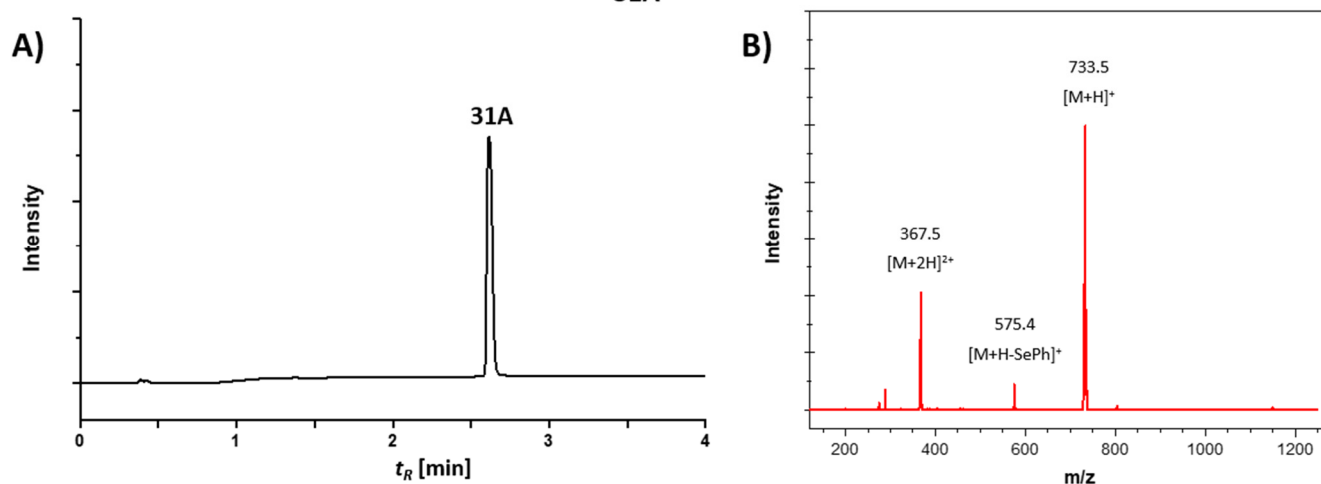 A)
Intensity
31A
0
1
2
3
4
tR [min]
B)
Intensity
733.5
[M+H]⁺
367.5
[M+2H]²⁺
575.4
[M+H-SePh]⁺
200
400
600
800
1000
1200
m/z